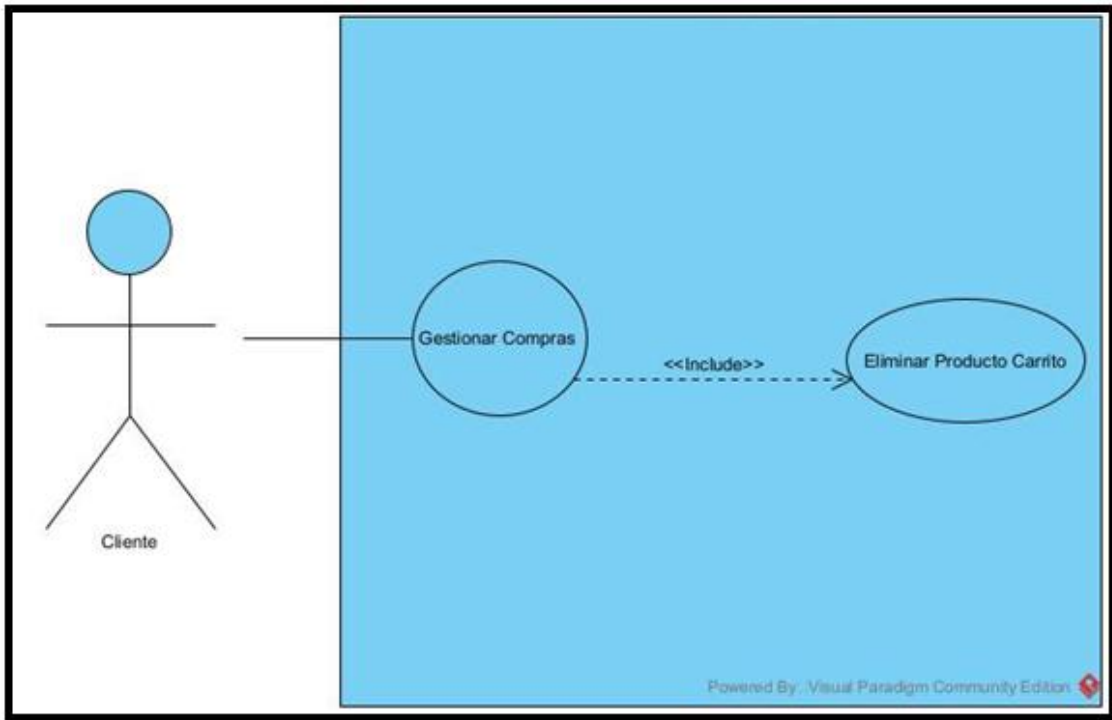 Gestionar Compras
<<Include>>
Eliminar Producto Carrito
Cliente
Powered By: Visual Paradigm Community Edition